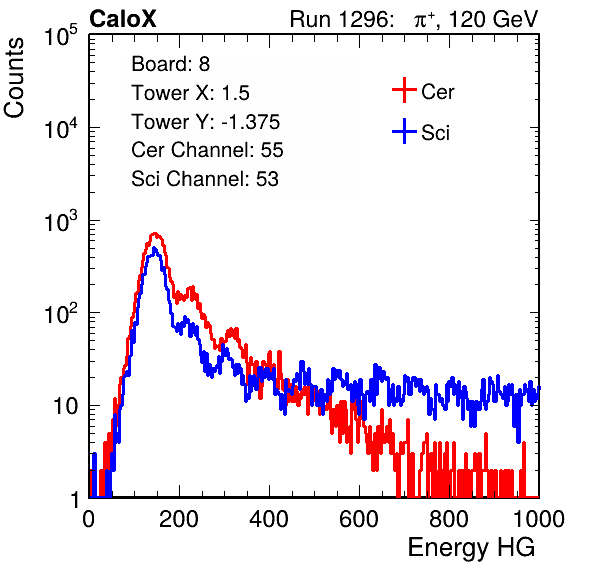 CaloX Run 1296: π⁺, 120 GeV
Counts
Board: 8
Tower X: 1.5
Tower Y: -1.375
Cer Channel: 55
Sci Channel: 53
Cer
Sci
10⁵
10⁴
10³
10²
10
1
0 200 400 600 800 1000
Energy HG